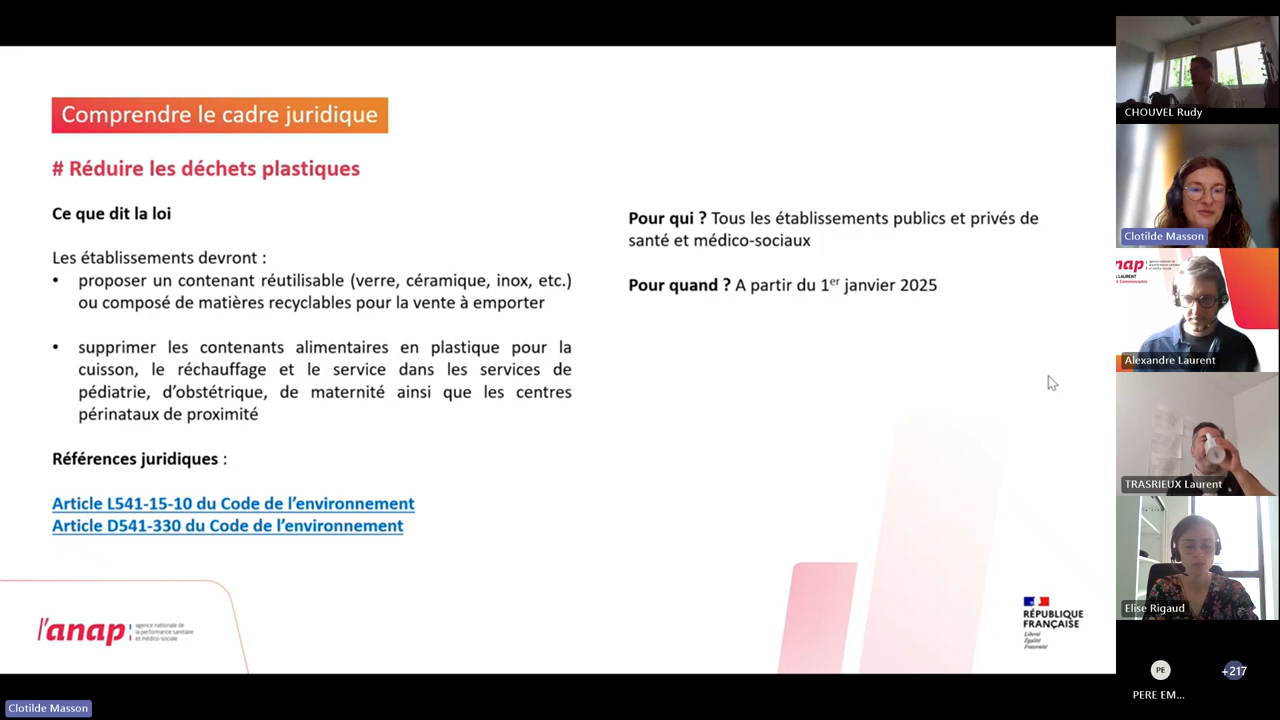 Comprendre le cadre juridique
# Réduire les déchets plastiques
Ce que dit la loi
Les établissements devront :
• proposer un contenant réutilisable (verre, céramique, inox, etc.)
ou composé de matières recyclables pour la vente à emporter
• supprimer les contenants alimentaires en plastique pour la
cuisson, le réchauffage et le service dans les services de
pédiatrie, d’obstétrique, de maternité ainsi que les centres
périnataux de proximité
Références juridiques :
Article L541-15-10 du Code de l’environnement
Article D541-330 du Code de l’environnement
Pour qui ? Tous les établissements publics et privés de
santé et médico-sociaux
Pour quand ? A partir du 1er janvier 2025
l'anap
agence nationale de
la performance sanitaire
et médico-sociale
RÉPUBLIQUE
FRANÇAISE
Liberté
Égalité
Fraternité
Clotilde Masson
CHOUVEL Rudy
Clotilde Masson
anap
LAURENT
Alexandre Laurent
TRASRIEUX Laurent
Elise Rigaud
PE
+217
PERE EM...